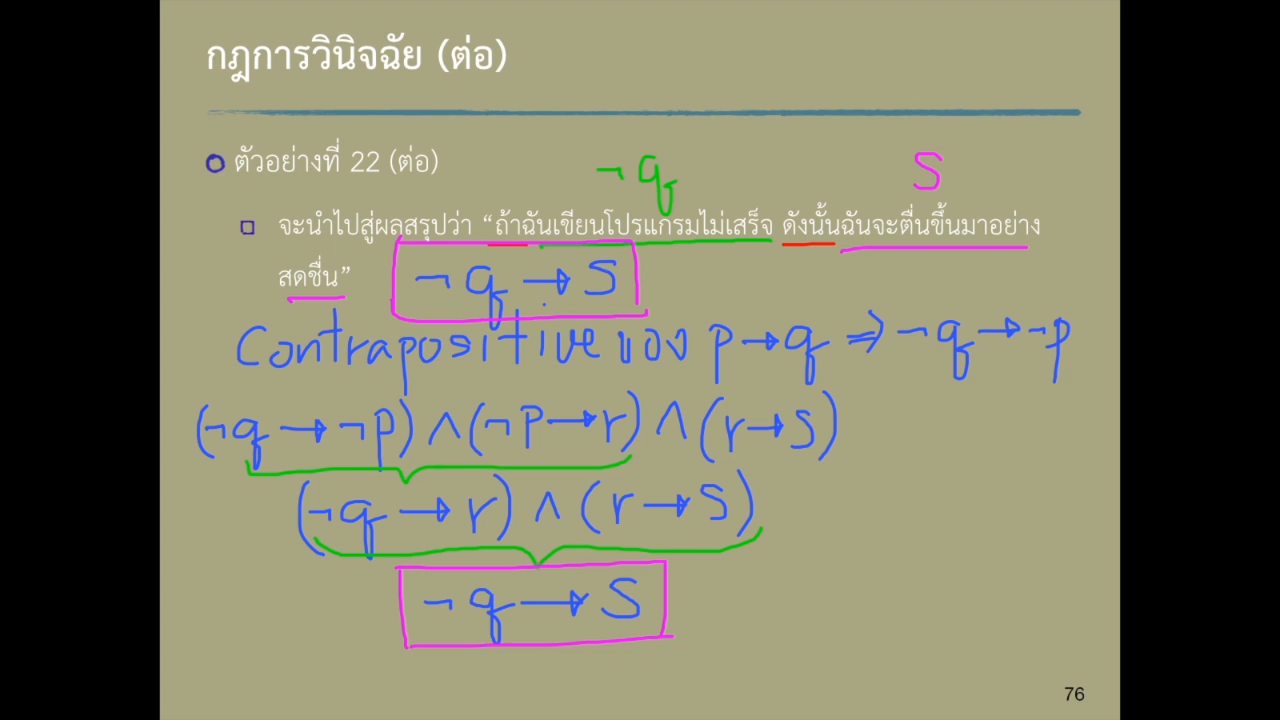 กฎการวินิจฉัย (ต่อ)
ตัวอย่างที่ 22 (ต่อ)
¬q S
จะนำไปสู่ผลสรุปว่า “ถ้าฉันเขียนโปรแกรมไม่เสร็จ ดังนั้นฉันจะตื่นขึ้นมาอย่าง
สดชื่น”
¬q → S
Contrapositive ของ p → q ⇒ ¬q → ¬p
(¬q → ¬p) ∧ (¬p → r) ∧ (r → s)
(¬q → r) ∧ (r → s)
¬q → S
76